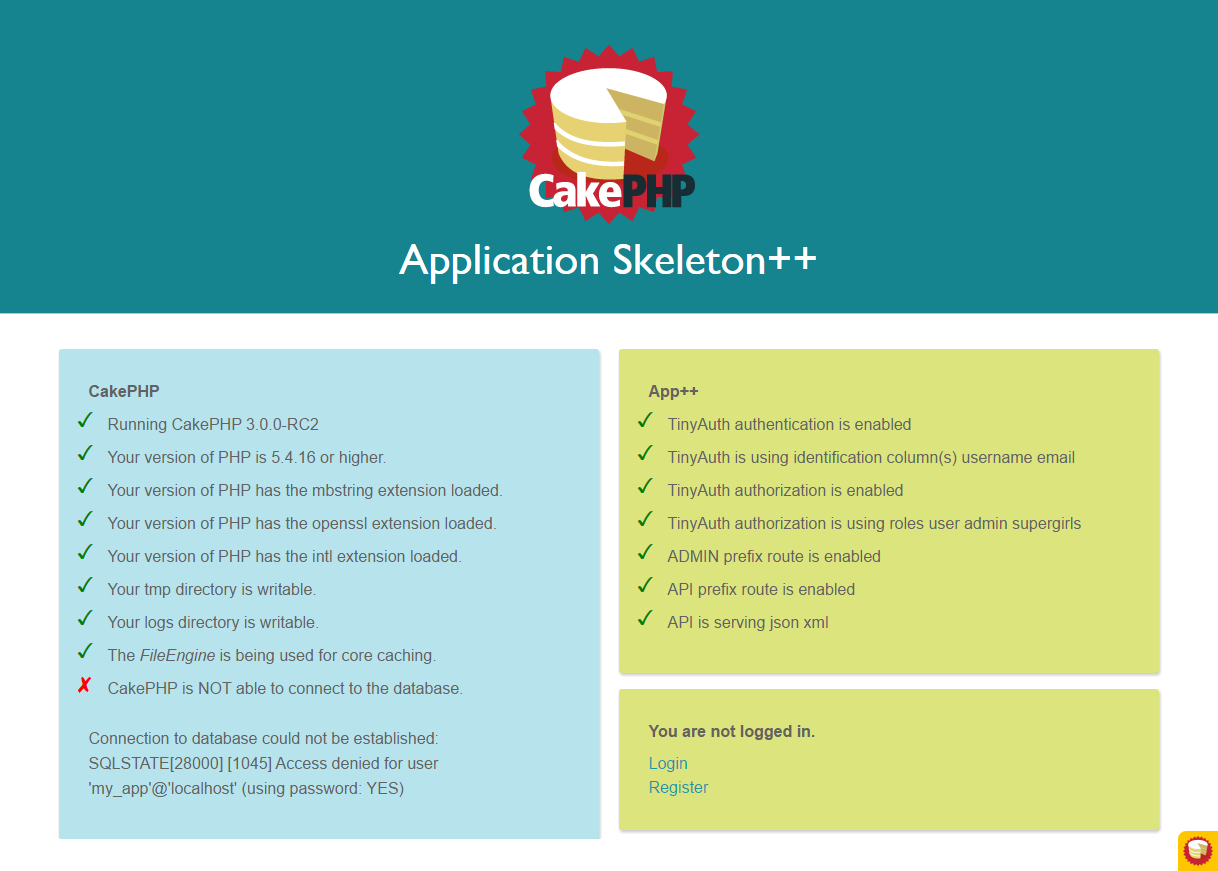 CakePHP
Application Skeleton++
CakePHP
Running CakePHP 3.0.0-RC2
Your version of PHP is 5.4.16 or higher.
Your version of PHP has the mbstring extension loaded.
Your version of PHP has the openssl extension loaded.
Your version of PHP has the intl extension loaded.
Your tmp directory is writable.
Your logs directory is writable.
The FileEngine is being used for core caching.
CakePHP is NOT able to connect to the database.
Connection to database could not be established:
SQLSTATE[28000] [1045] Access denied for user
'my_app'@'localhost' (using password: YES)
App++
TinyAuth authentication is enabled
TinyAuth is using identification column(s) username email
TinyAuth authorization is enabled
TinyAuth authorization is using roles user admin supergirls
ADMIN prefix route is enabled
API prefix route is enabled
API is serving json xml
You are not logged in.
Login
Register